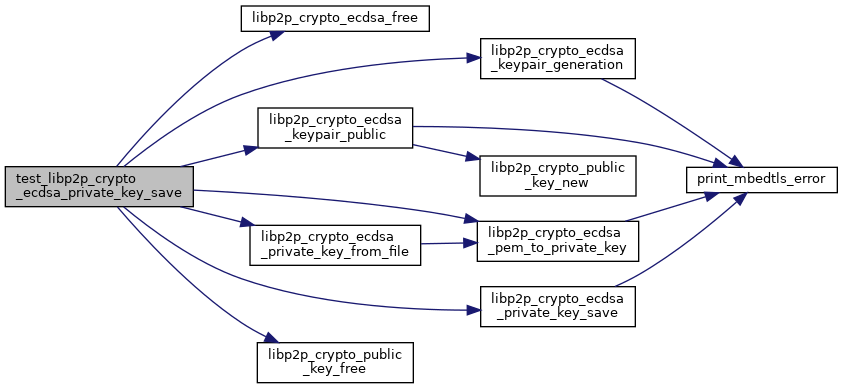 libp2p_crypto_ecdsa_free
libp2p_crypto_ecdsa
_keypair_generation
libp2p_crypto_ecdsa
_keypair_public
libp2p_crypto_public
_key_new
test_libp2p_crypto
_ecdsa_private_key_save
print_mbedtls_error
libp2p_crypto_ecdsa
_private_key_from_file
libp2p_crypto_ecdsa
_pem_to_private_key
libp2p_crypto_ecdsa
_private_key_save
libp2p_crypto_public
_key_free